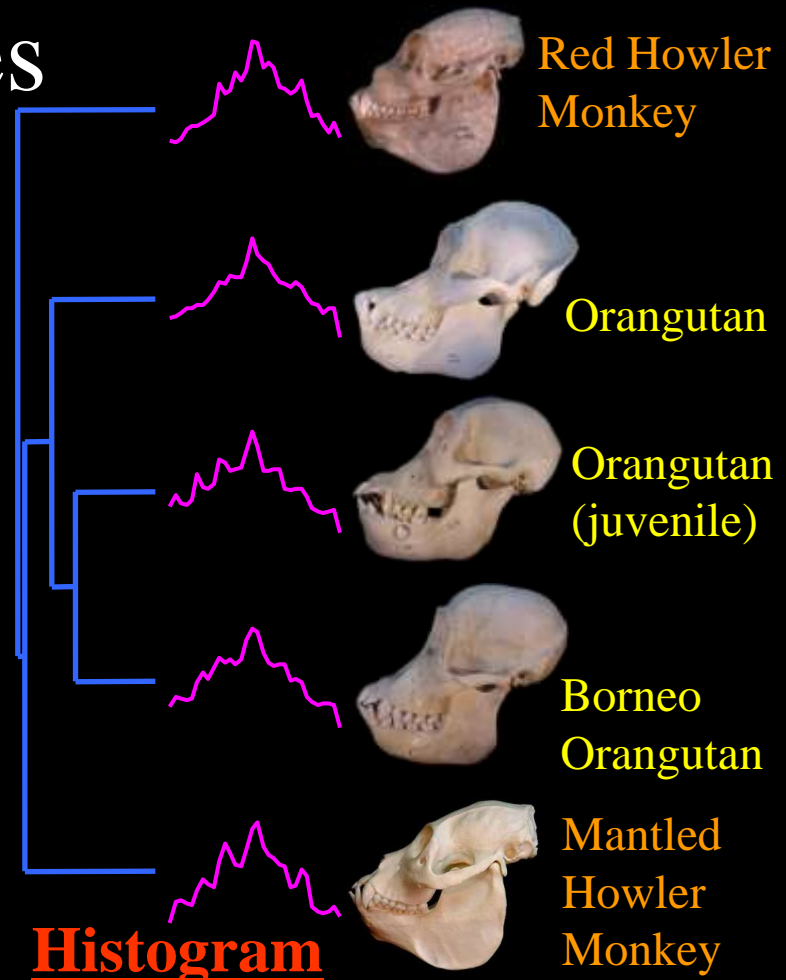 Red Howler
Monkey
Orangutan
Orangutan
(juvenile)
Borneo
Orangutan
Mantled
Howler
Monkey
Histogram